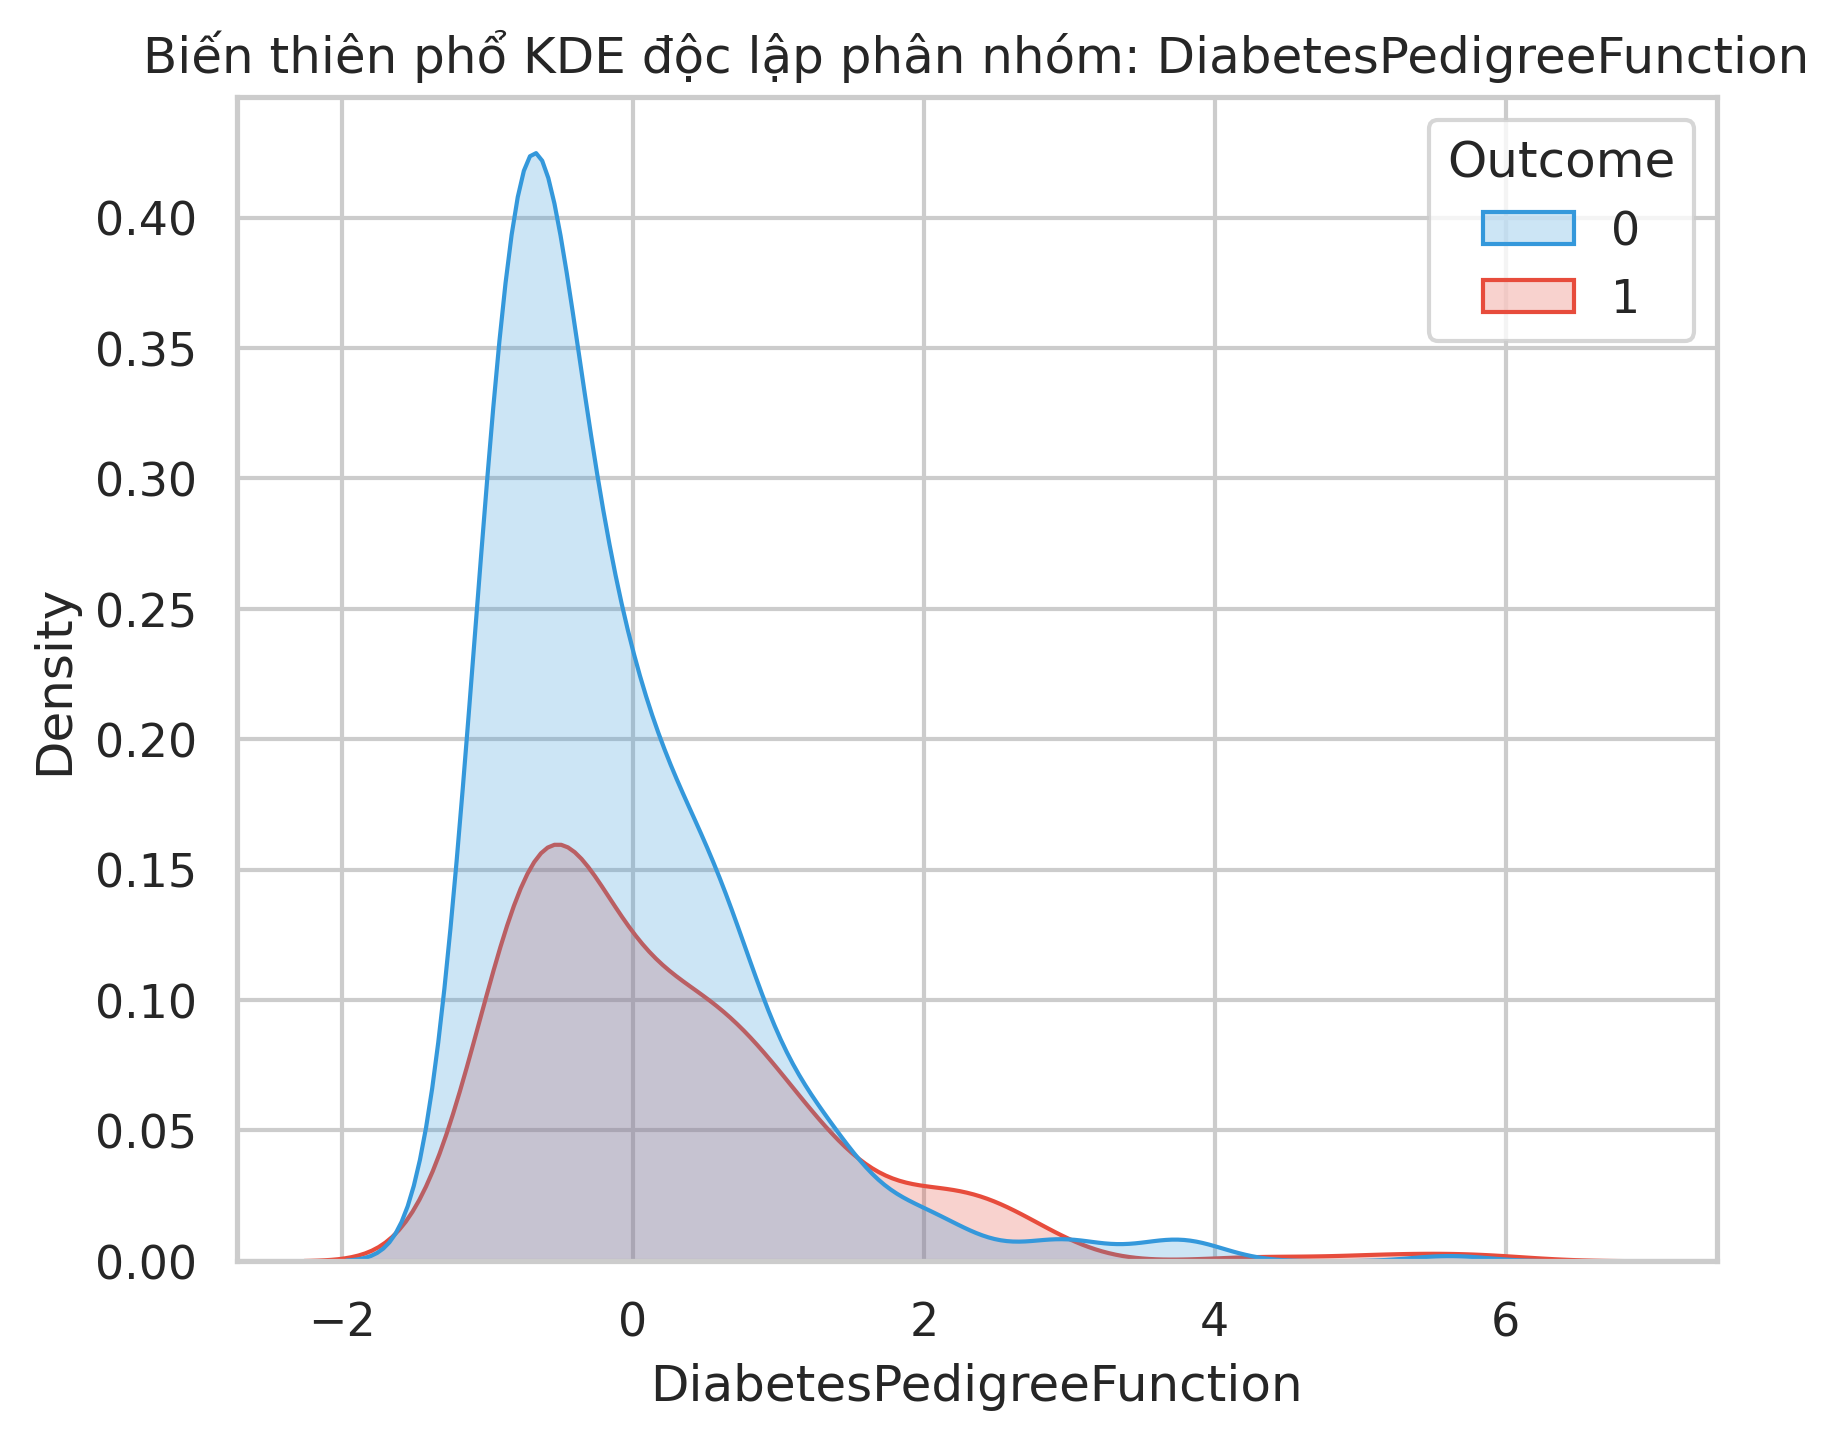 Biến thiên phổ KDE độc lập phân nhóm: DiabetesPedigreeFunction
Outcome
0
1
Density
0.40
0.35
0.30
0.25
0.20
0.15
0.10
0.05
0.00
−2 0 2 4 6
DiabetesPedigreeFunction